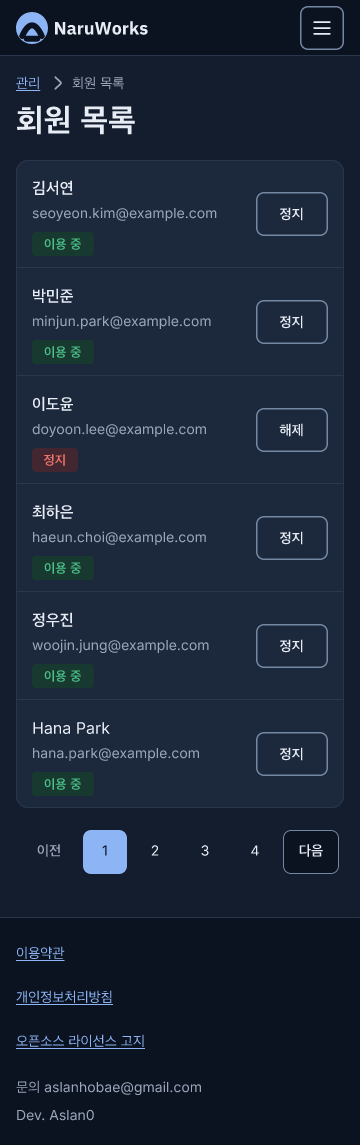 NaruWorks
관리 > 회원 목록
회원 목록
김서연
seoyeon.kim@example.com
이용 중
정지
박민준
minjun.park@example.com
이용 중
정지
이도윤
doyoon.lee@example.com
정지
해제
최하은
haeun.choi@example.com
이용 중
정지
정우진
woojin.jung@example.com
이용 중
정지
Hana Park
hana.park@example.com
이용 중
정지
이전 1 2 3 4 다음
이용약관
개인정보처리방침
오픈소스 라이선스 고지
문의 aslanhobae@gmail.com
Dev. Aslan0